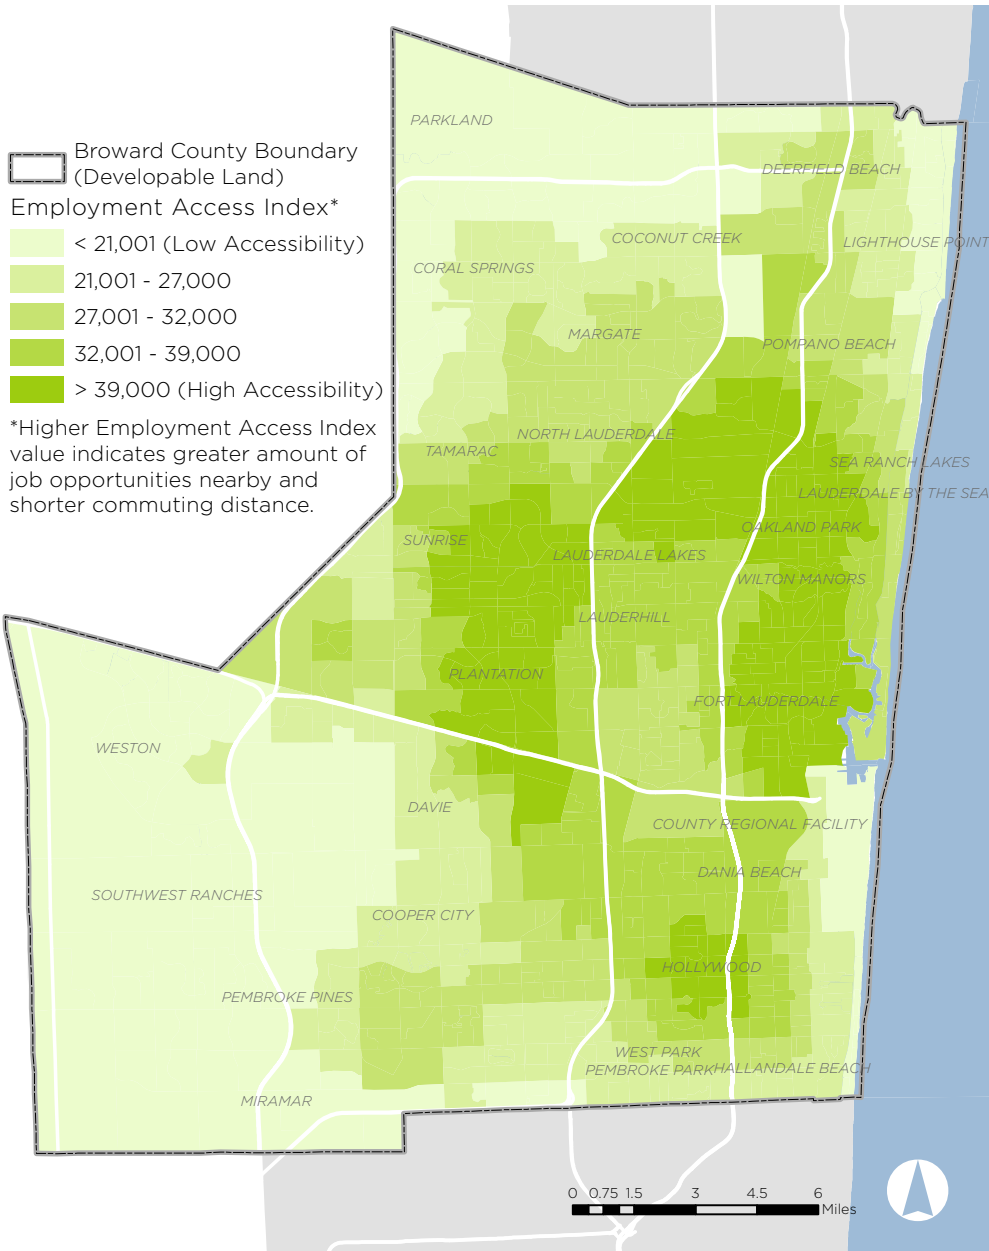 Broward County Boundary
(Developable Land)
Employment Access Index*
< 21,001 (Low Accessibility)
21,001 - 27,000
27,001 - 32,000
32,001 - 39,000
> 39,000 (High Accessibility)
*Higher Employment Access Index
value indicates greater amount of
job opportunities nearby and
shorter commuting distance.
PARKLAND
DEERFIELD BEACH
COCONUT CREEK
LIGHTHOUSE POINT
CORAL SPRINGS
MARGATE
POMPANO BEACH
NORTH LAUDERDALE
TAMARAC
SEA RANCH LAKES
LAUDERDALE BY THE SEA
OAKLAND PARK
SUNRISE
LAUDERDALE LAKES
WILTON MANORS
LAUDERHILL
PLANTATION
FORT LAUDERDALE
WESTON
DAVIE
COUNTY REGIONAL FACILITY
DANIA BEACH
SOUTHWEST RANCHES
COOPER CITY
HOLLYWOOD
PEMBROKE PINES
WEST PARK
PEMBROKE PARK
HALLANDALE BEACH
MIRAMAR
0 0.75 1.5 3 4.5 6
Miles